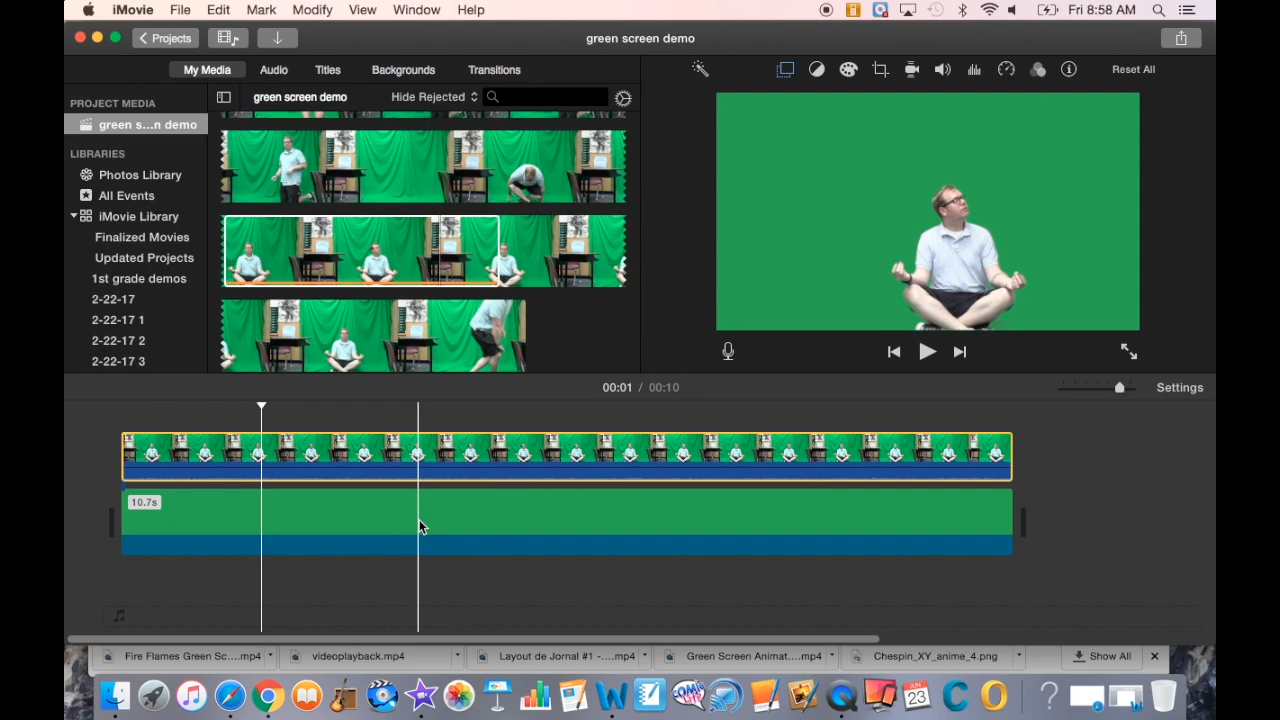 iMovie File Edit Mark Modify View Window Help Fri 8:58 AM
Projects green screen demo
My Media Audio Titles Backgrounds Transitions Reset All
PROJECT MEDIA green screen demo Hide Rejected
green s...n demo
LIBRARIES
Photos Library
All Events
iMovie Library
Finalized Movies
Updated Projects
1st grade demos
2-22-17
2-22-17 1
2-22-17 2
2-22-17 3
00:01 / 00:10 Settings
10.7s
Fire Flames Green Sc....mp4 videoplayback.mp4 Layout de Jornal #1 -....mp4 Green Screen Animat....mp4 Chespin_XY_anime_4.png Show All
JUN
23